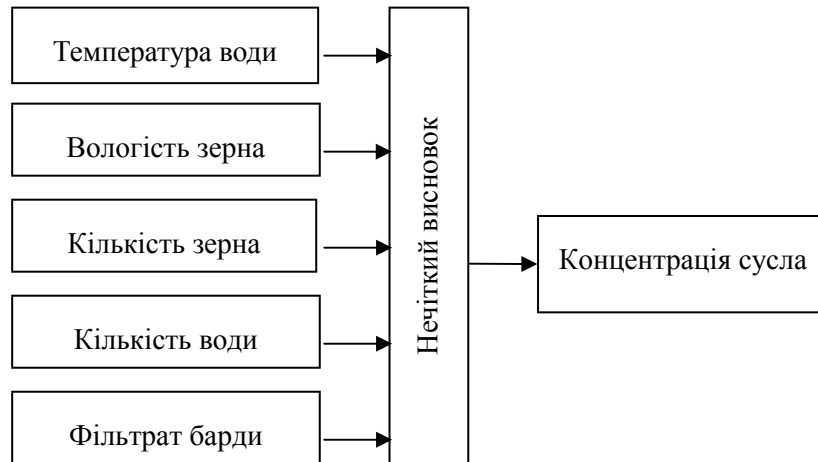 Температура води
Вологість зерна
Кількість зерна
Кількість води
Фільтрат барди
Нечіткий висновок
Концентрація сусла